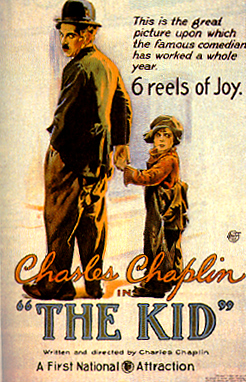 This is the great
picture upon which
the famous comedian
has worked a whole
year.
6 reels of Joy.
Charles Chaplin
IN
"THE KID"
Written and directed by Charles Chaplin
A First National Attraction